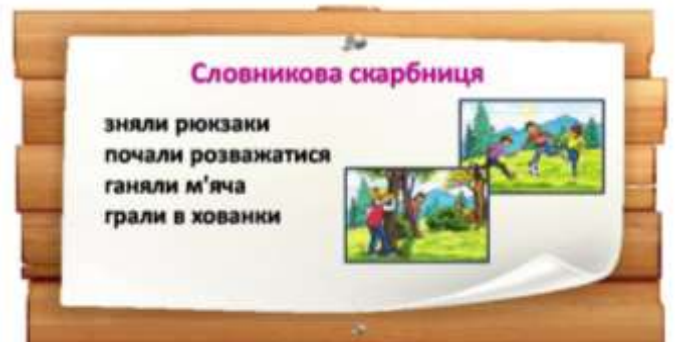 Словникова скарбниця
зняли рюкзаки
почали розважатися
ганяли м'яча
грали в хованки